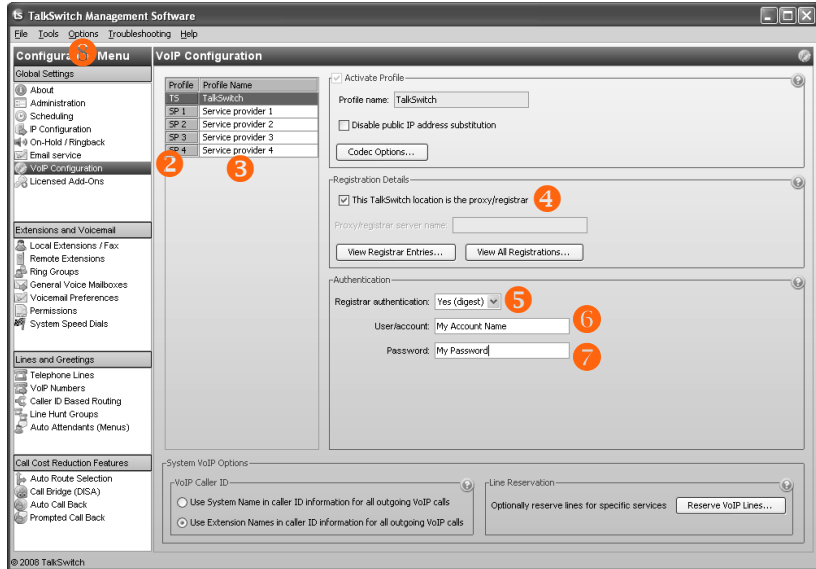 ts TalkSwitch Management Software
File Tools Options Troubleshooting Help
8
Configura Menu
VoIP Configuration
Global Settings
About
Administration
Scheduling
IP Configuration
On-Hold / Ringback
Email service
VoIP Configuration
Licensed Add-Ons
Extensions and Voicemail
Local Extensions / Fax
Remote Extensions
Ring Groups
General Voice Mailboxes
Voicemail Preferences
Permissions
System Speed Dials
Lines and Greetings
Telephone Lines
VoIP Numbers
Caller ID Based Routing
Line Hunt Groups
Auto Attendants (Menus)
Call Cost Reduction Features
Auto Route Selection
Call Bridge (DISA)
Auto Call Back
Prompted Call Back
Profile Profile Name
TS TalkSwitch
SP 1 Service provider 1
SP 2 Service provider 2
SP 3 Service provider 3
SP 4 Service provider 4
2 3
Activate Profile
Profile name: TalkSwitch
Disable public IP address substitution
Codec Options...
Registration Details
This TalkSwitch location is the proxy/registrar 4
Proxy/registrar server name:
View Registrar Entries... View All Registrations...
Authentication
Registrar authentication: Yes (digest) 5
User/account: My Account Name 6
Password: My Password 7
System VoIP Options
VoIP Caller ID
Use System Name in caller ID information for all outgoing VoIP calls
Use Extension Names in caller ID information for all outgoing VoIP calls
Line Reservation
Optionally reserve lines for specific services Reserve VoIP Lines...
© 2008 TalkSwitch